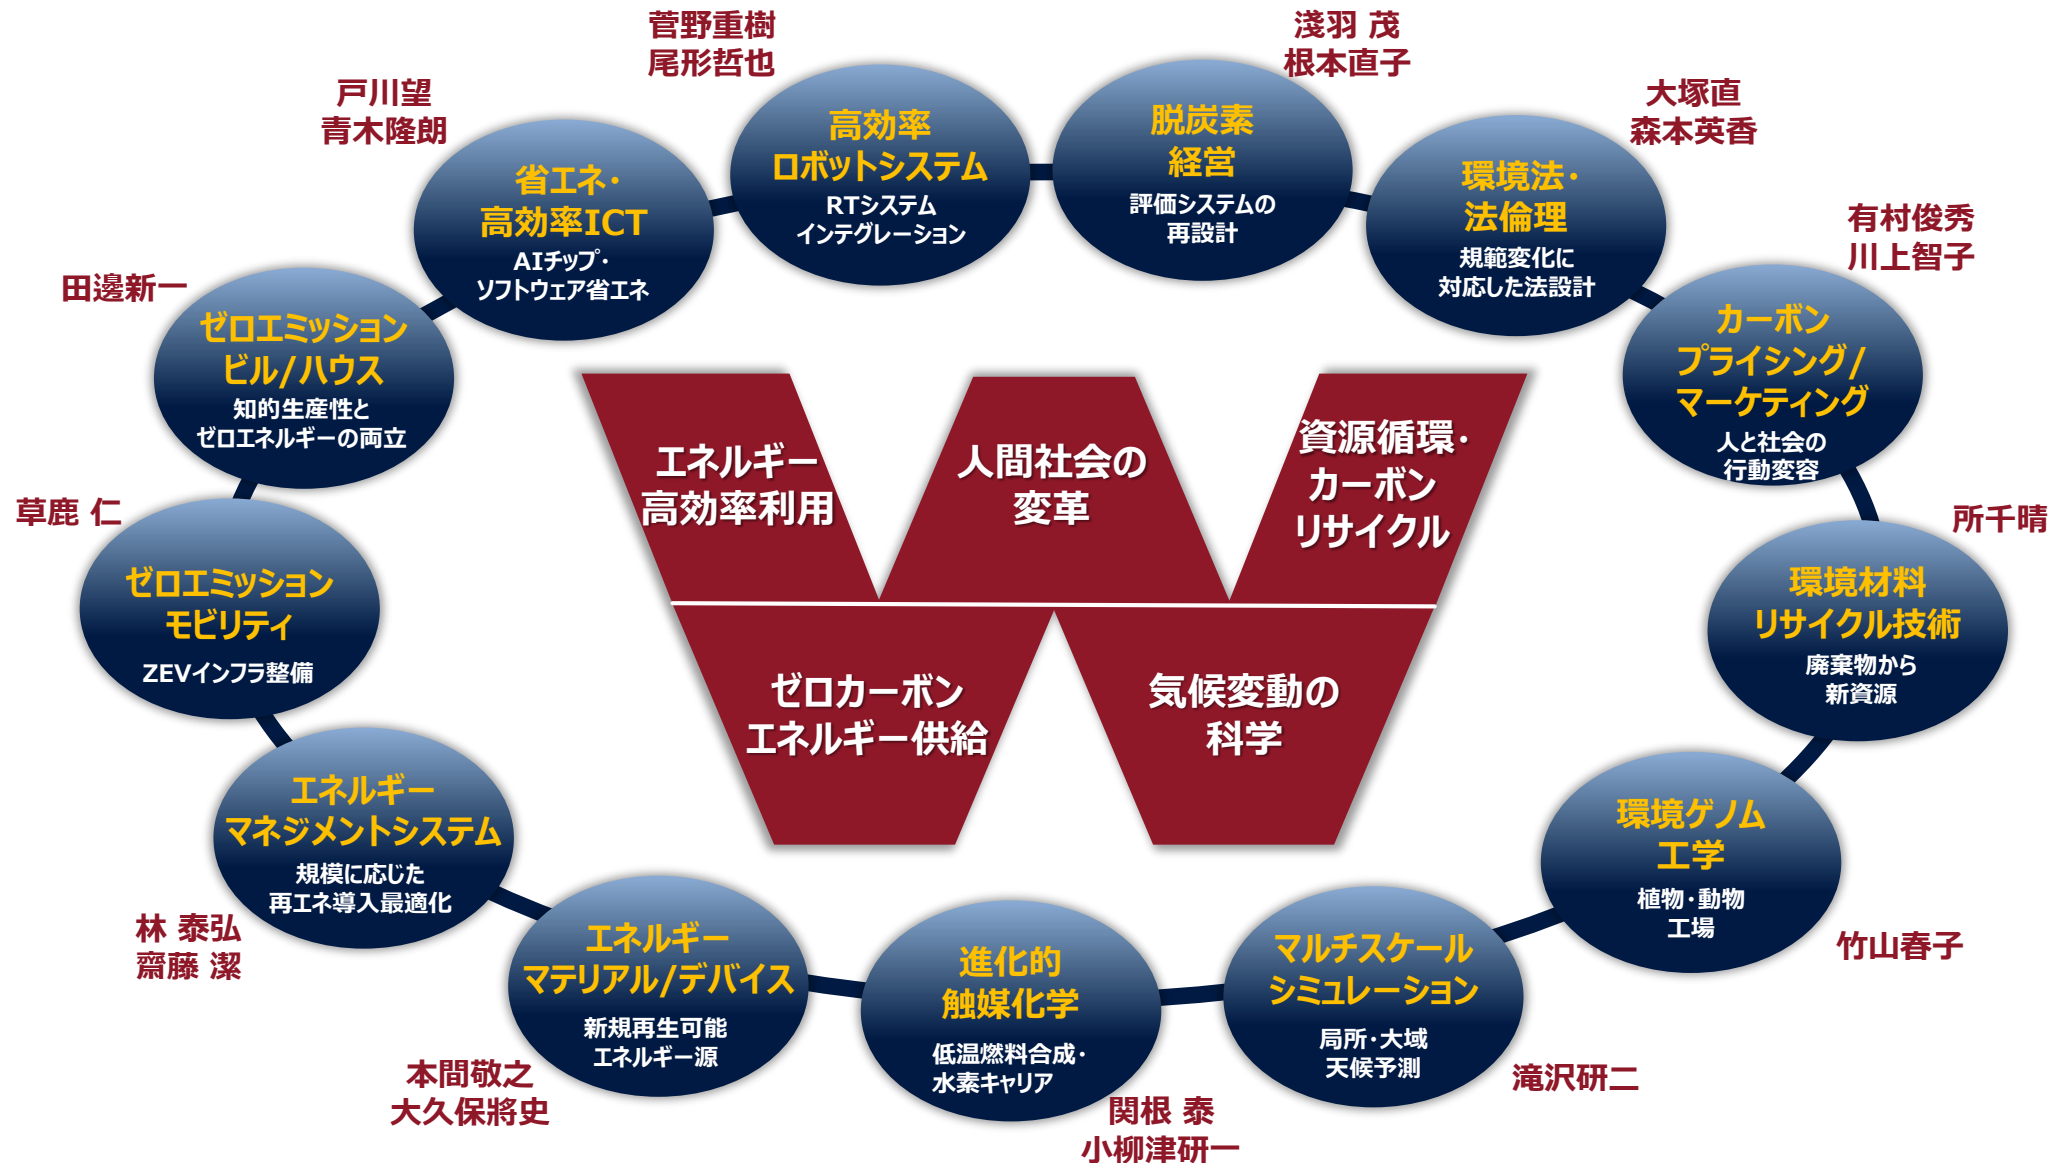 菅野重樹
尾形哲也
淺羽 茂
根本直子
戸川望
青木隆朗
大塚直
森本英香
高効率
ロボットシステム
RTシステム
インテグレーション
脱炭素
経営
評価システムの
再設計
省エネ・
高効率ICT
AIチップ・
ソフトウェア省エネ
環境法・
法倫理
規範変化に
対応した法設計
有村俊秀
川上智子
田邊新一
ゼロエミッション
ビル/ハウス
知的生産性と
ゼロエネルギーの両立
カーボン
プライシング/
マーケティング
人と社会の
行動変容
エネルギー
高効率利用
人間社会の
変革
資源循環・
カーボン
リサイクル
草鹿 仁
所千晴
ゼロエミッション
モビリティ
ZEVインフラ整備
環境材料
リサイクル技術
廃棄物から
新資源
ゼロカーボン
エネルギー供給
気候変動の
科学
エネルギー
マネジメントシステム
規模に応じた
再エネ導入最適化
環境ゲノム
工学
植物・動物
工場
林 泰弘
齋藤 潔
竹山春子
エネルギー
マテリアル/デバイス
新規再生可能
エネルギー源
進化的
触媒化学
低温燃料合成・
水素キャリア
マルチスケール
シミュレーション
局所・大域
天候予測
本間敬之
大久保將史
滝沢研二
関根 泰
小柳津研一